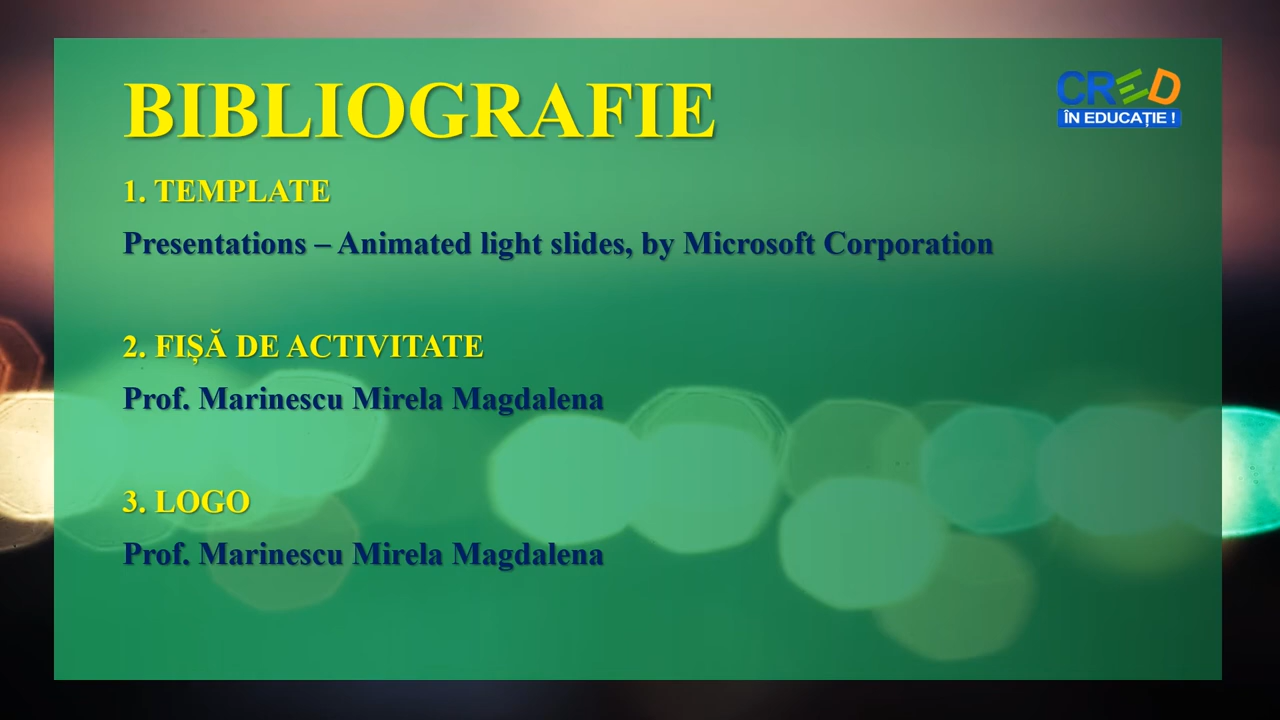 BIBLIOGRAFIE
CRED
ÎN EDUCAȚIE !
1. TEMPLATE
Presentations – Animated light slides, by Microsoft Corporation
2. FIȘĂ DE ACTIVITATE
Prof. Marinescu Mirela Magdalena
3. LOGO
Prof. Marinescu Mirela Magdalena